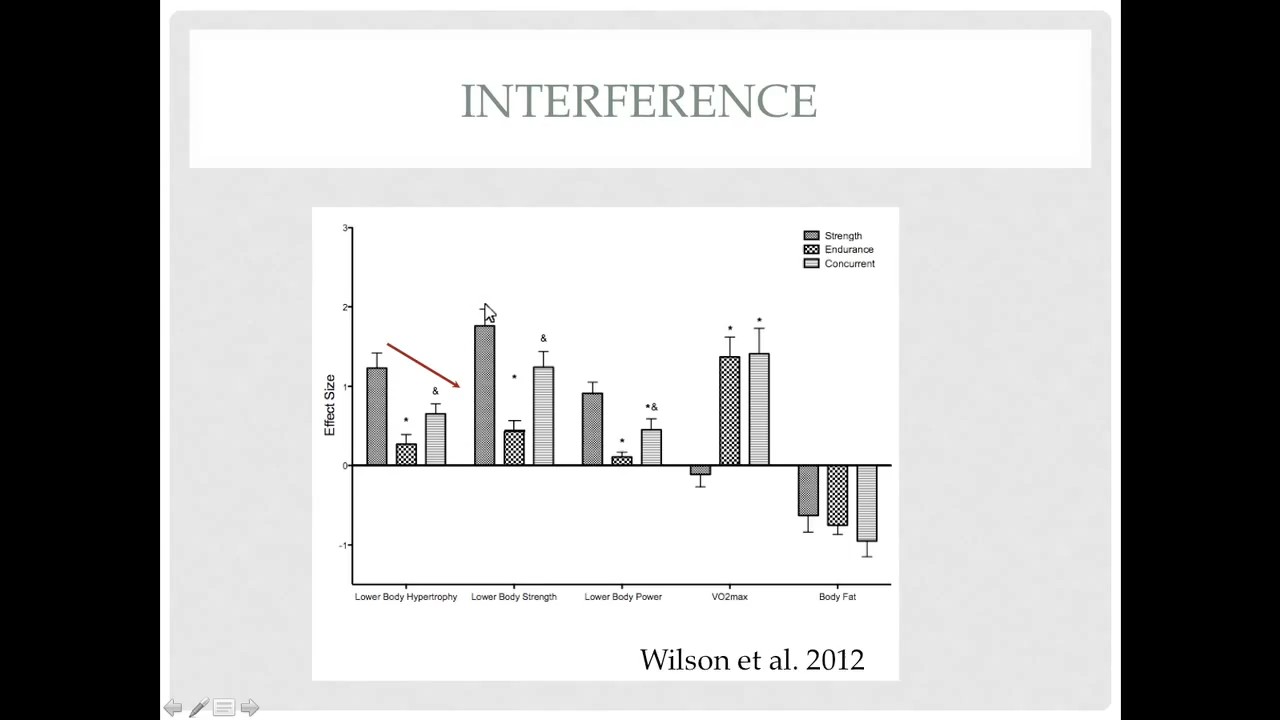 INTERFERENCE
3
2
1
0
-1
Effect Size
Strength
Endurance
Concurrent
*
&
*
&
*
*&
*
*
Lower Body Hypertrophy
Lower Body Strength
Lower Body Power
VO2max
Body Fat
Wilson et al. 2012